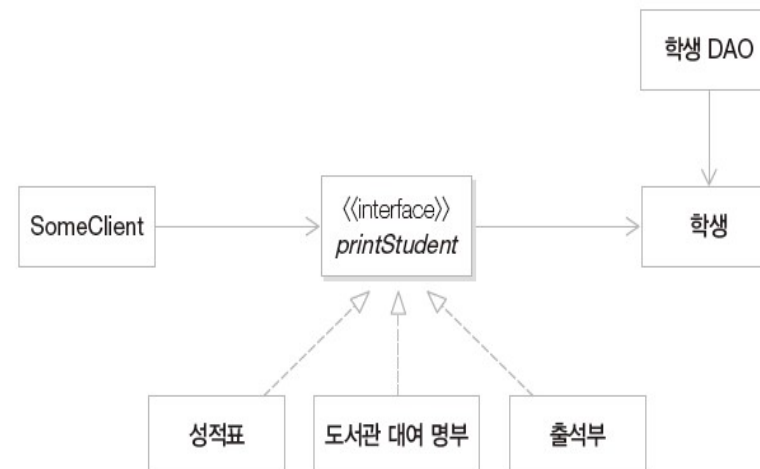 학생 DAO
SomeClient
《interface》
printStudent
학생
성적표
도서관 대여 명부
출석부